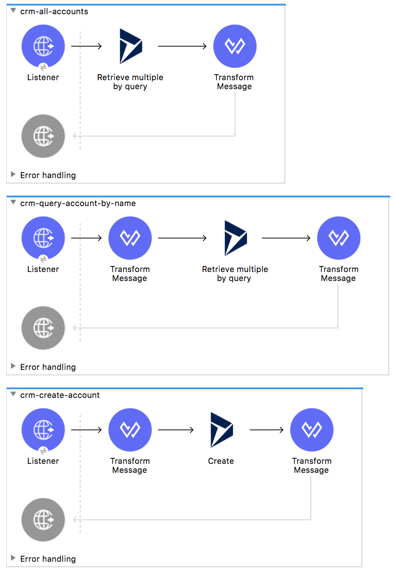 crm-all-accounts
Listener
Retrieve multiple
by query
Transform
Message
Error handling
crm-query-account-by-name
Listener
Transform
Message
Retrieve multiple
by query
Transform
Message
Error handling
crm-create-account
Listener
Transform
Message
Create
Transform
Message
Error handling